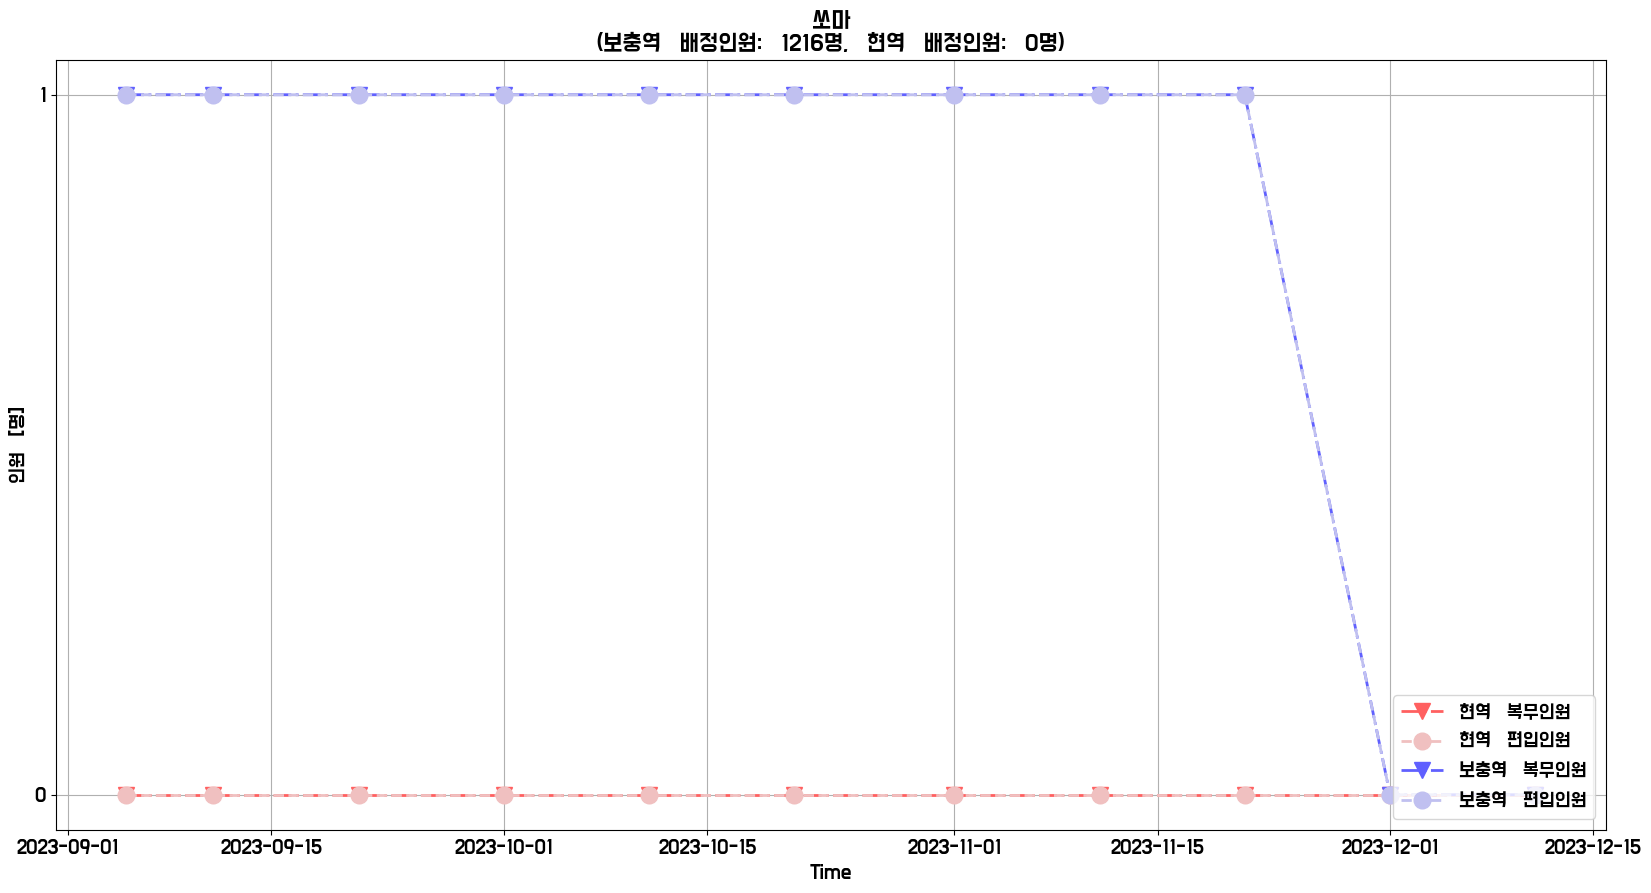 쏘마
(보충역 배정인원: 1216명, 현역 배정인원: 0명)
1
0
인원 [명]
2023-09-01 2023-09-15 2023-10-01 2023-10-15 2023-11-01 2023-11-15 2023-12-01 2023-12-15
Time
현역 복무인원
현역 편입인원
보충역 복무인원
보충역 편입인원